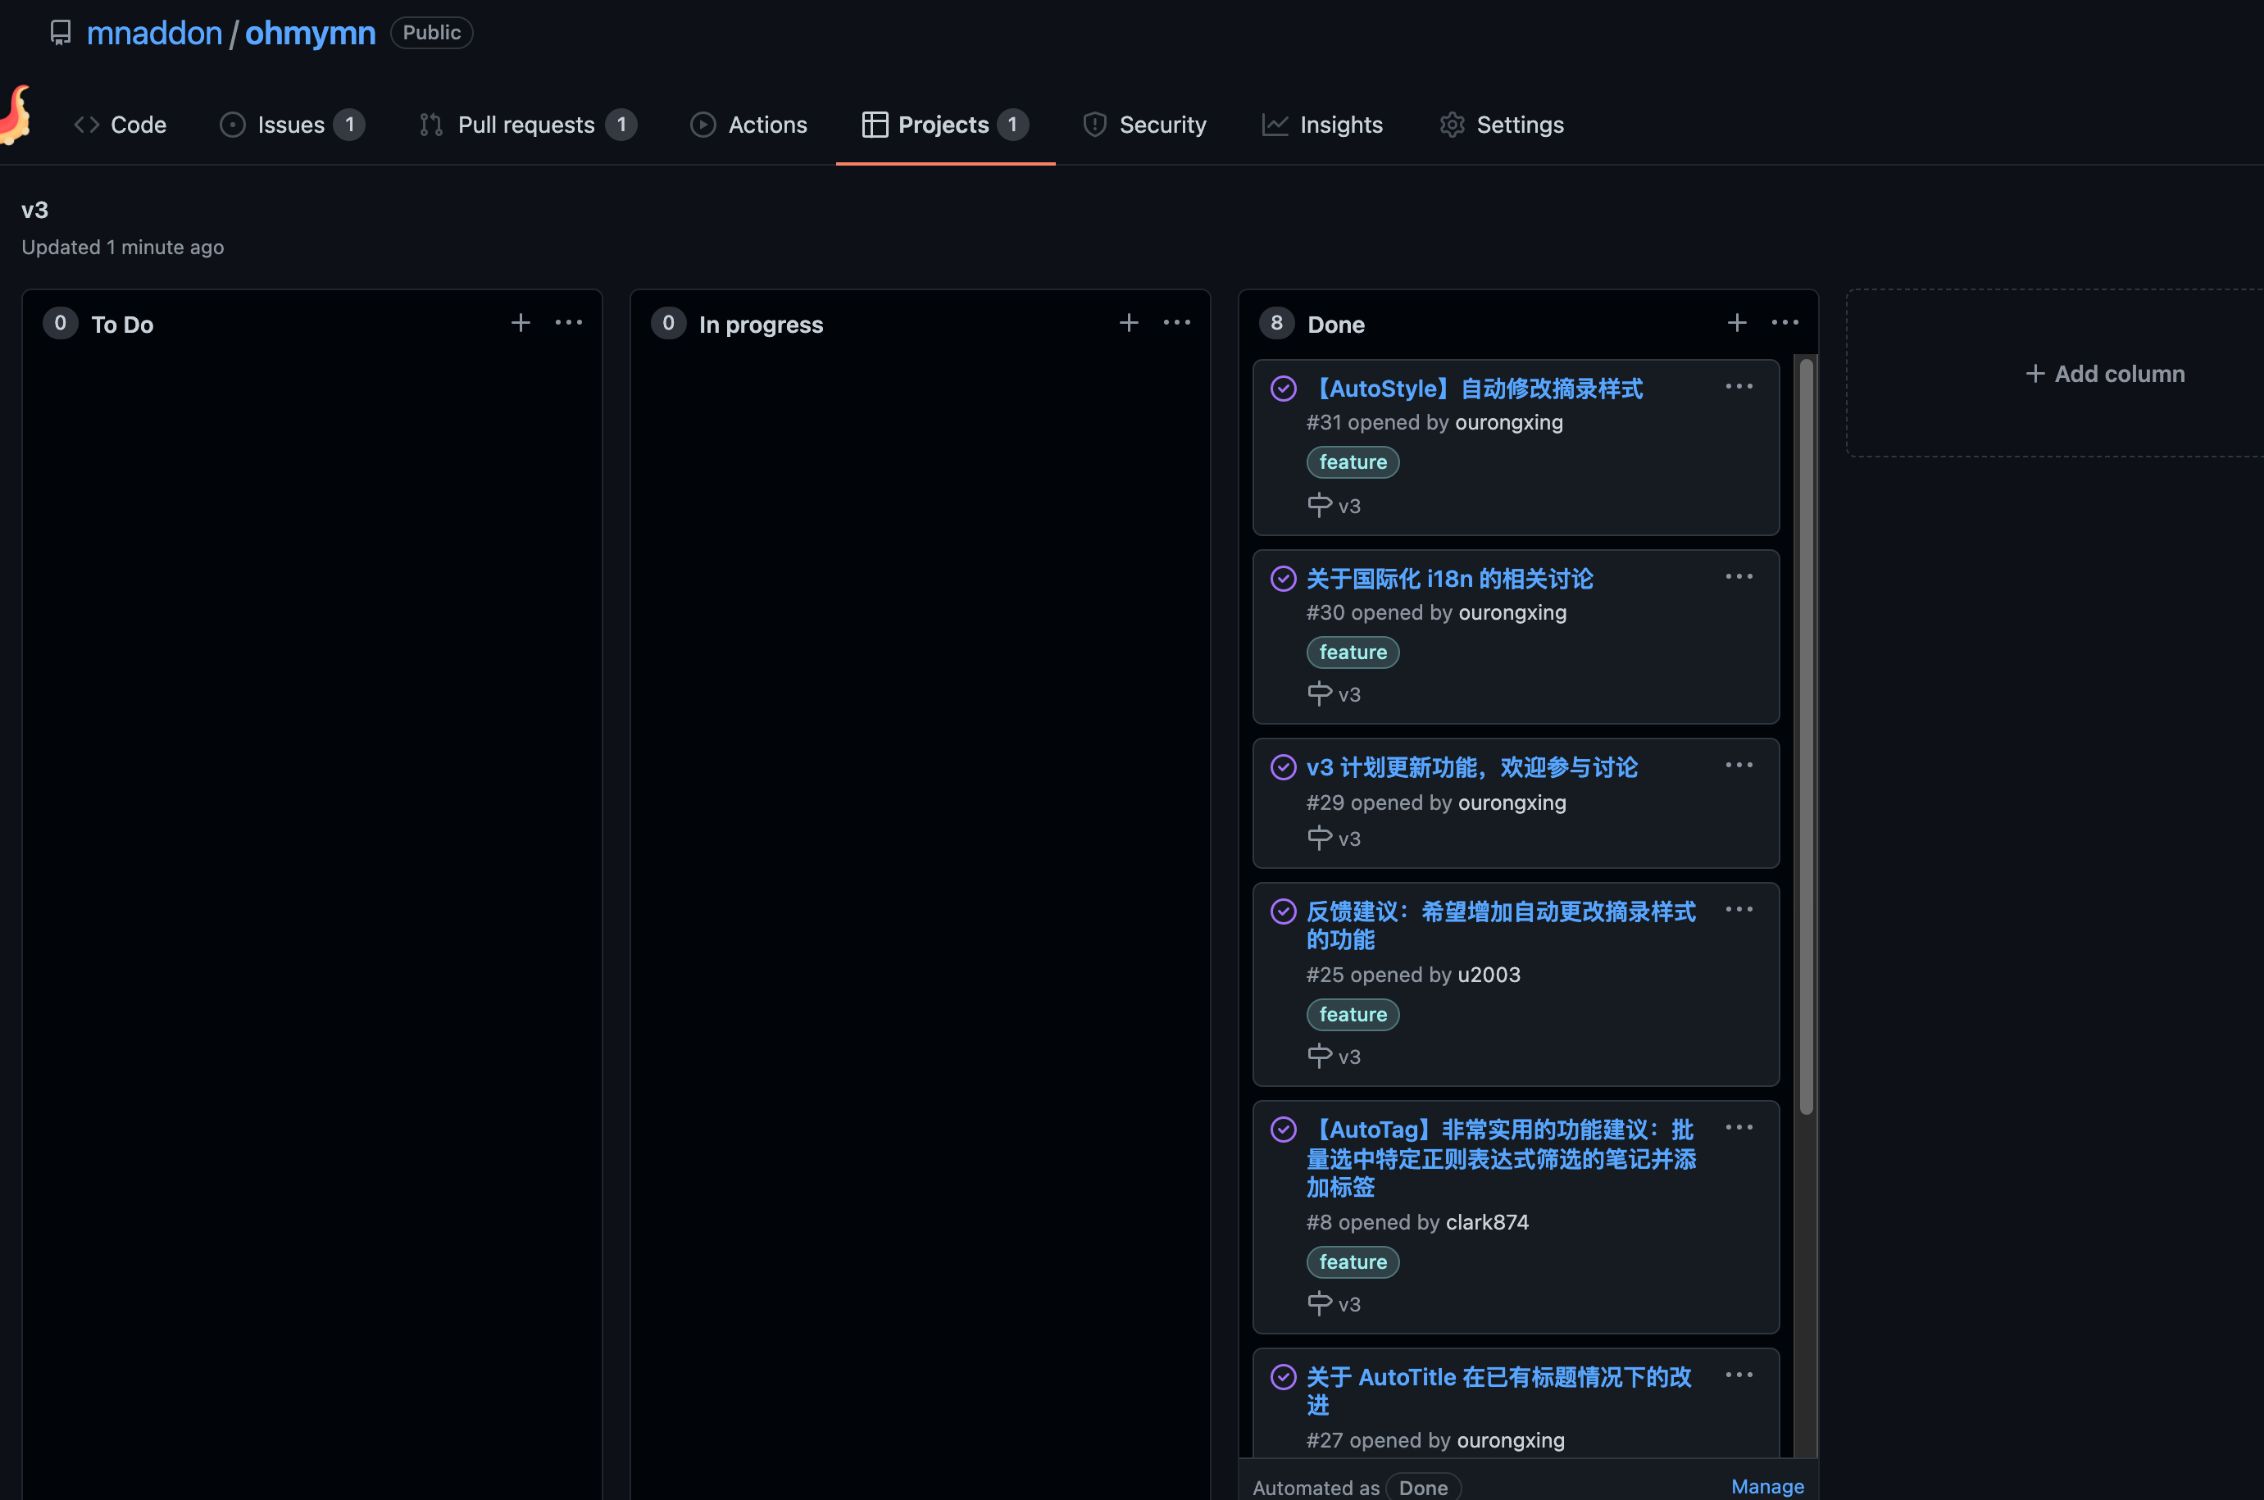 mnaddon / ohmymn Public
Code Issues 1 Pull requests 1 Actions Projects 1 Security Insights Settings
v3
Updated 1 minute ago
0 To Do
0 In progress
8 Done
【AutoStyle】自动修改摘录样式
#31 opened by ourongxing
feature
v3
关于国际化 i18n 的相关讨论
#30 opened by ourongxing
feature
v3
v3 计划更新功能，欢迎参与讨论
#29 opened by ourongxing
v3
反馈建议：希望增加自动更改摘录样式
的功能
#25 opened by u2003
feature
v3
【AutoTag】非常实用的功能建议：批
量选中特定正则表达式筛选的笔记并添
加标签
#8 opened by clark874
feature
v3
关于 AutoTitle 在已有标题情况下的改
进
#27 opened by ourongxing
Automated as Done Manage
+ Add column